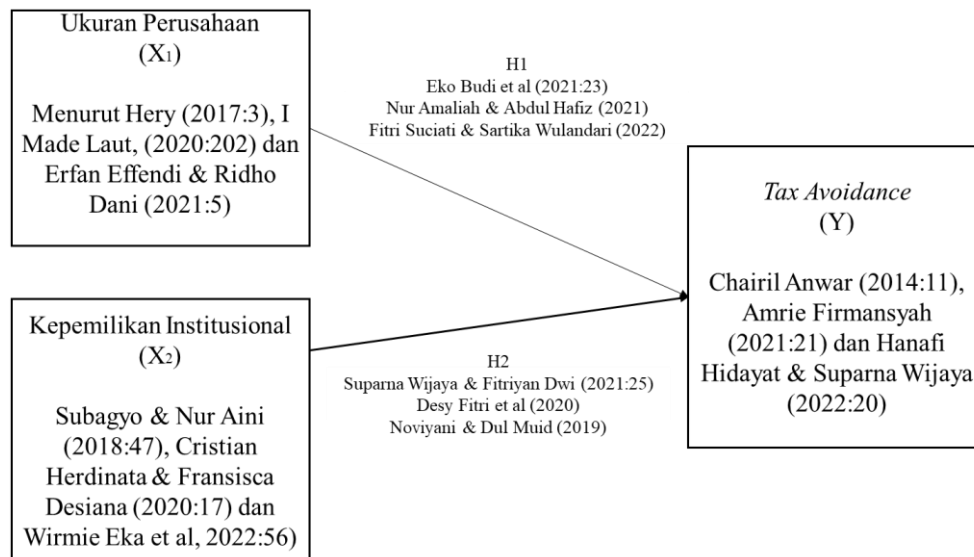 Ukuran Perusahaan
(X₁)
Menurut Hery (2017:3), I
Made Laut, (2020:202) dan
Erfan Effendi & Ridho
Dani (2021:5)
H1
Eko Budi et al (2021:23)
Nur Amaliah & Abdul Hafiz (2021)
Fitri Suciati & Sartika Wulandari (2022)
Kepemilikan Institusional
(X₂)
Subagyo & Nur Aini
(2018:47), Cristian
Herdinata & Fransisca
Desiana (2020:17) dan
Wirmie Eka et al, 2022:56)
H2
Suparna Wijaya & Fitriyan Dwi (2021:25)
Desy Fitri et al (2020)
Noviyani & Dul Muid (2019)
Tax Avoidance
(Y)
Chairil Anwar (2014:11),
Amrie Firmansyah
(2021:21) dan Hanafi
Hidayat & Suparna Wijaya
(2022:20)